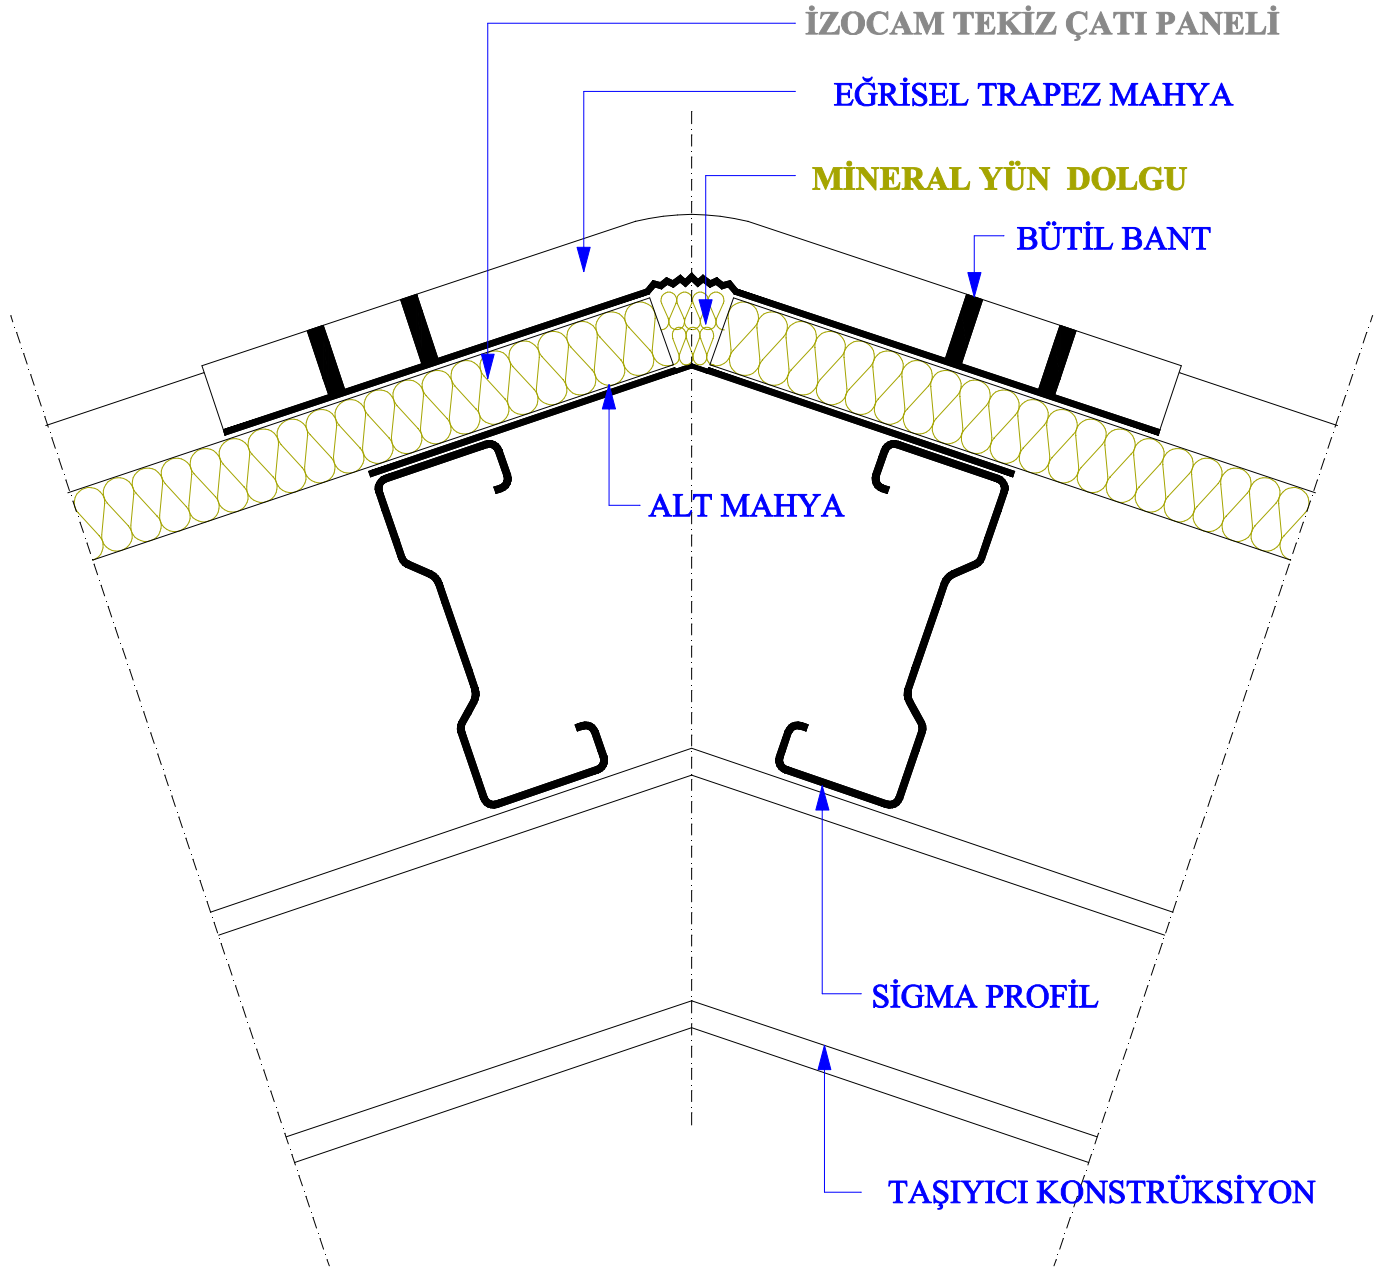 İZOCAM TEKİZ ÇATI PANELİ
EĞRİSEL TRAPEZ MAHYA
MİNERAL YÜN DOLGU
BÜTİL BANT
ALT MAHYA
SİGMA PROFİL
TAŞIYICI KONSTRÜKSİYON